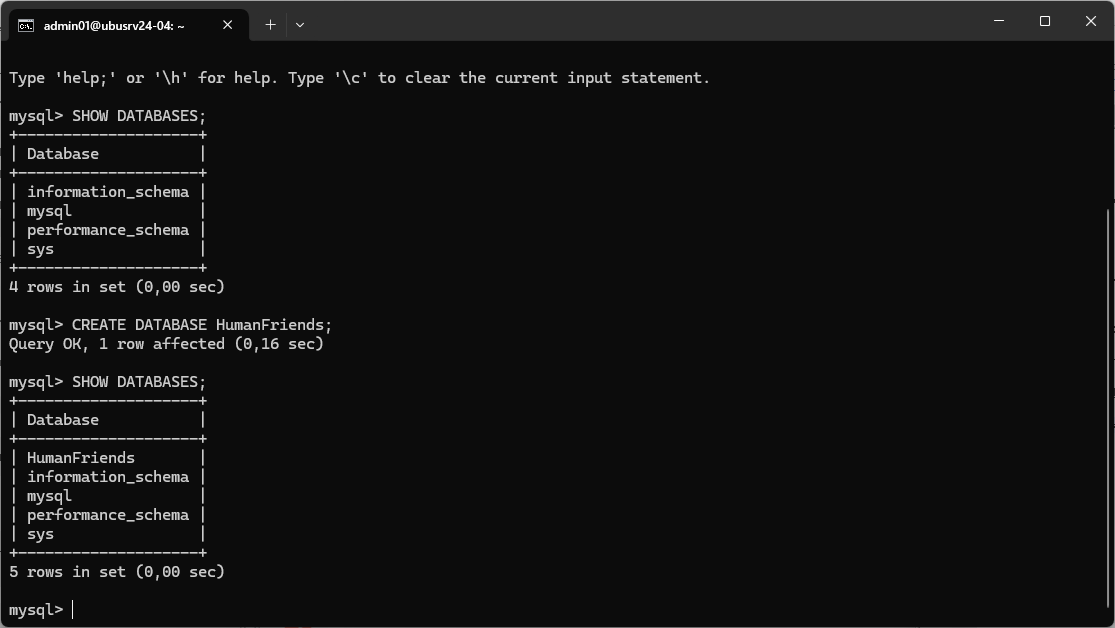 admin01@ubusrv24-04: ~
Type 'help;' or '\h' for help. Type '\c' to clear the current input statement.
mysql> SHOW DATABASES;
+--------------------+
| Database           |
+--------------------+
| information_schema |
| mysql              |
| performance_schema |
| sys                |
+--------------------+
4 rows in set (0,00 sec)
mysql> CREATE DATABASE HumanFriends;
Query OK, 1 row affected (0,16 sec)
mysql> SHOW DATABASES;
+--------------------+
| Database           |
+--------------------+
| HumanFriends       |
| information_schema |
| mysql              |
| performance_schema |
| sys                |
+--------------------+
5 rows in set (0,00 sec)
mysql>